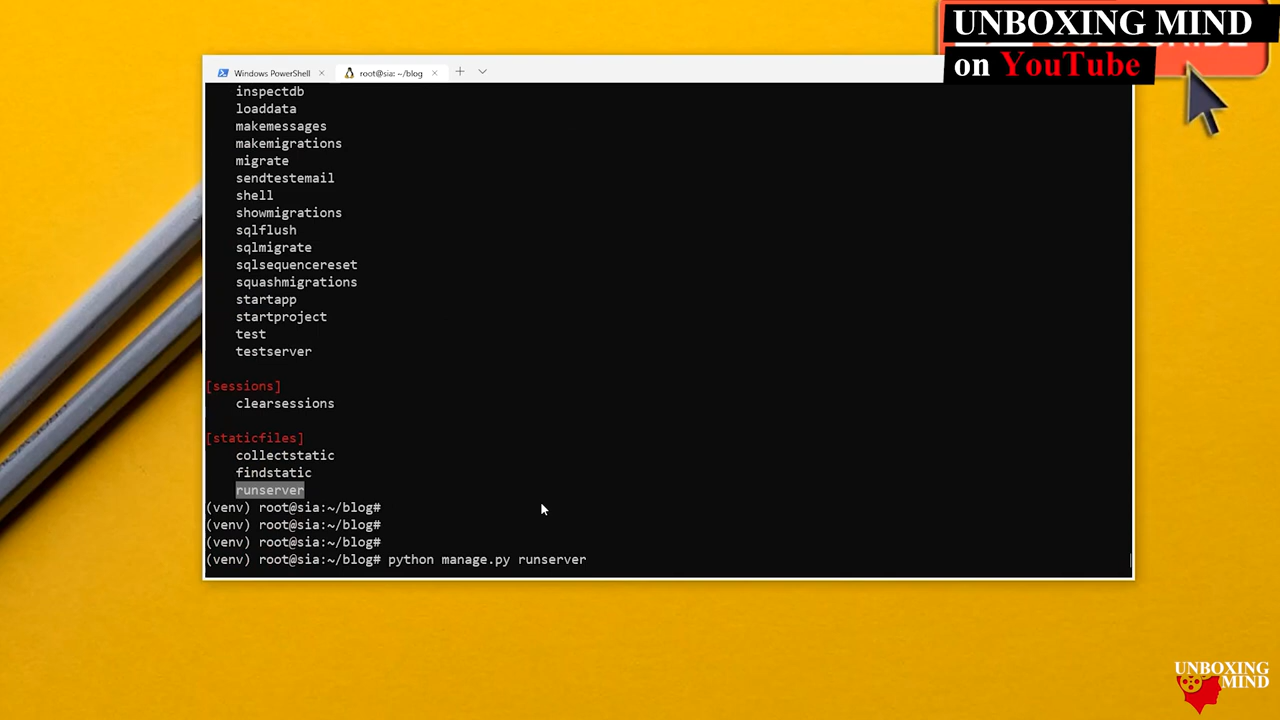 UNBOXING MIND
on YouTube
Windows PowerShell
root@sia: ~/blog
inspectdb
loaddata
makemessages
makemigrations
migrate
sendtestemail
shell
showmigrations
sqlflush
sqlmigrate
sqlsequencereset
squashmigrations
startapp
startproject
test
testserver
[sessions]
clearsessions
[staticfiles]
collectstatic
findstatic
runserver
(venv) root@sia:~/blog#
(venv) root@sia:~/blog#
(venv) root@sia:~/blog#
(venv) root@sia:~/blog# python manage.py runserver
UNBOXING
MIND